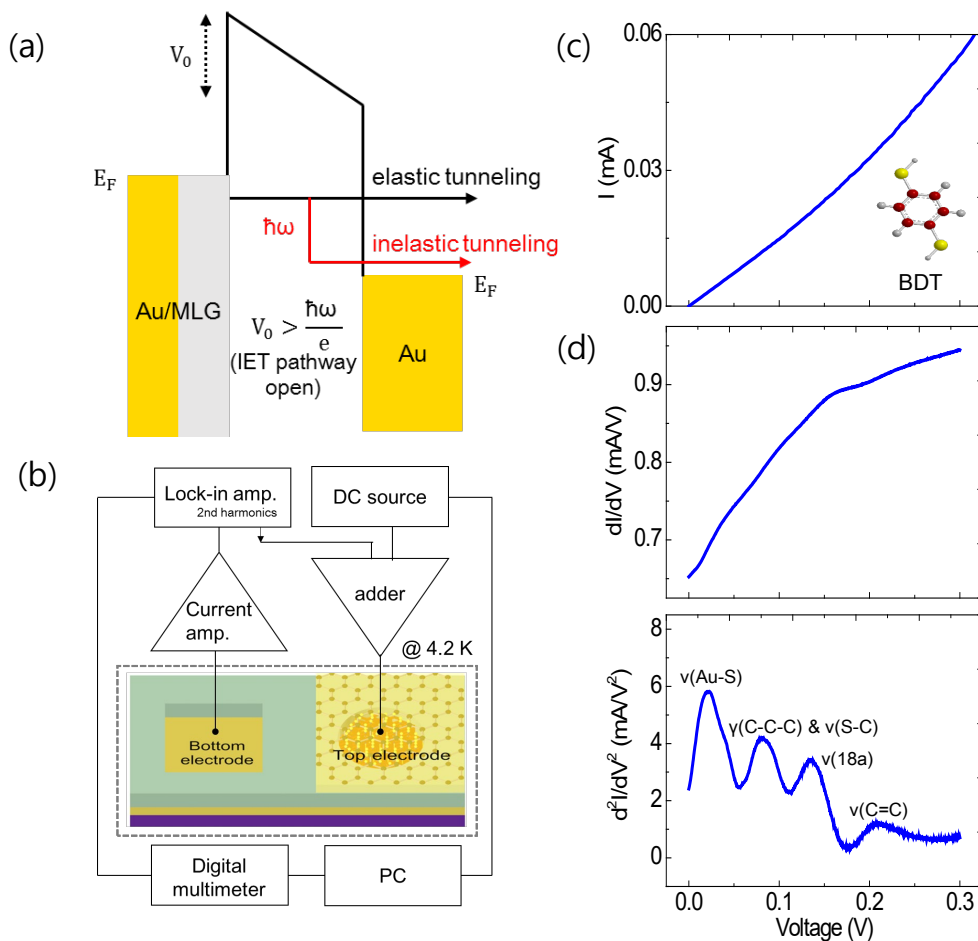 (a)
V₀
E_F
elastic tunneling
ħω
inelastic tunneling
E_F
Au/MLG
V₀ > ħω/e
(IET pathway
open)
Au
(b)
Lock-in amp.
2nd harmonics
DC source
Current
amp.
adder
@ 4.2 K
Bottom
electrode
Top electrode
Digital
multimeter
PC
(c)
0.06
0.03
0.00
I (mA)
BDT
(d)
0.9
0.8
0.7
dI/dV (mA/V)
8
6
4
2
0
d²I/dV² (mA/V²)
ν(Au-S)
γ(C-C-C) & ν(S-C)
ν(18a)
ν(C=C)
0.0 0.1 0.2 0.3
Voltage (V)